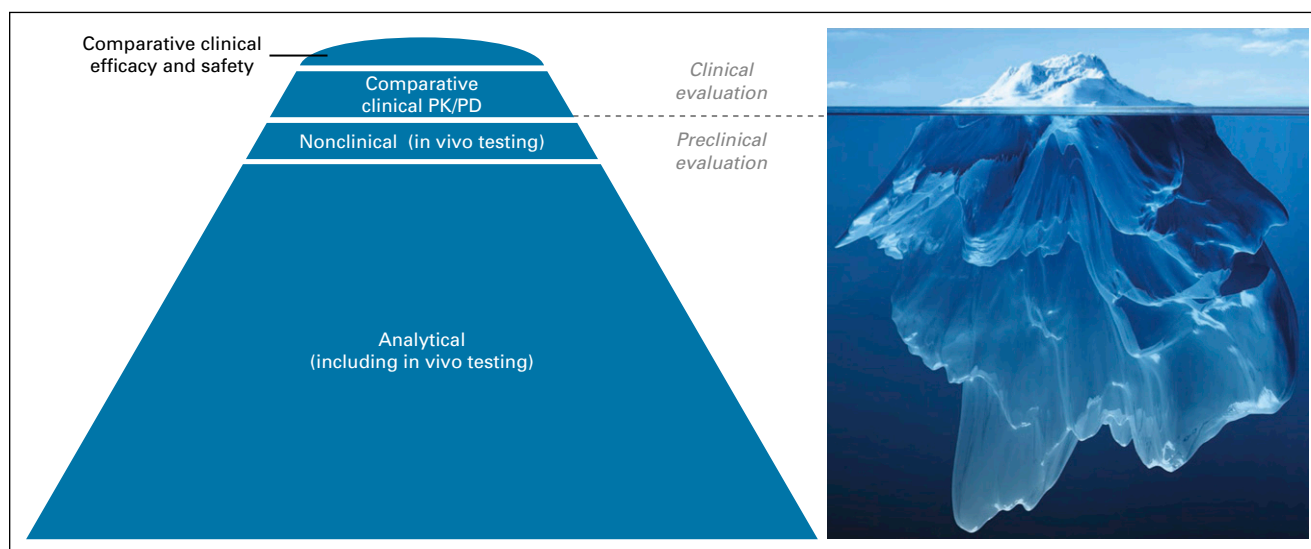 Comparative clinical
efficacy and safety
Comparative
clinical PK/PD
Clinical
evaluation
Nonclinical (in vivo testing)
Preclinical
evaluation
Analytical
(including in vivo testing)